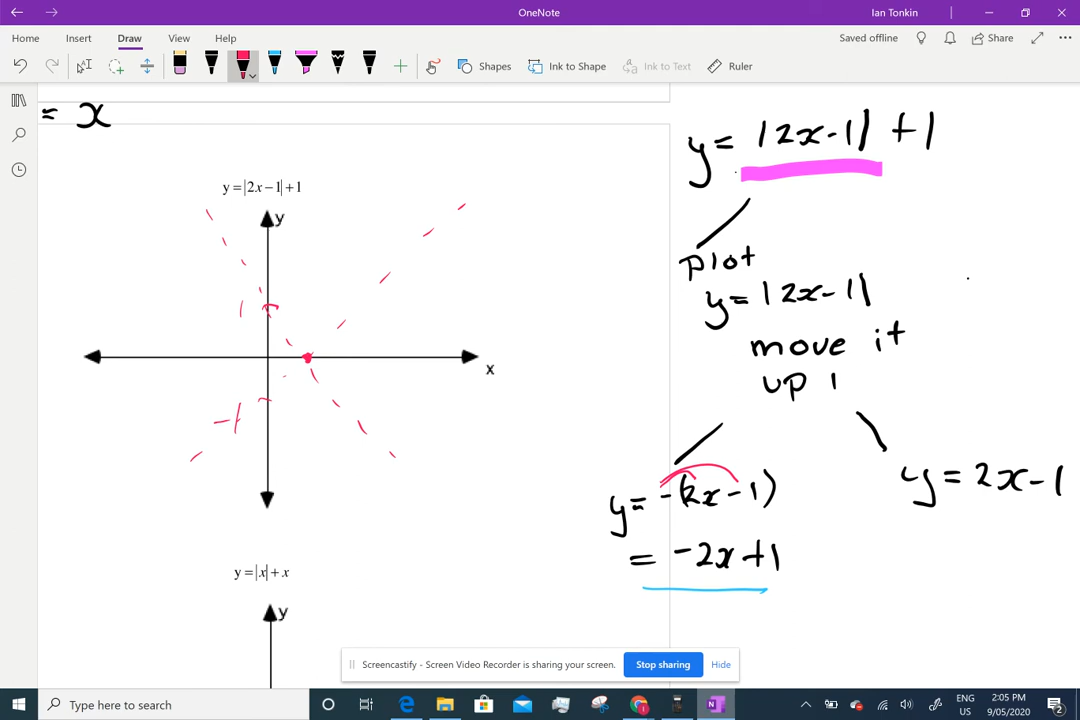 OneNote
Ian Tonkin
Home Insert Draw View Help
Saved offline
Share
Shapes
Ink to Shape
Ink to Text
Ruler
= x
y = |2x − 1| + 1
y
x
1
-1
y = |2x-1| +1
plot
y = |2x-1|
move it
up 1
y = -(2x-1)
= -2x+1
y = 2x-1
y = |x| + x
y
Screencastify - Screen Video Recorder is sharing your screen.
Stop sharing
Hide
Type here to search
ENG
US
2:05 PM
9/05/2020
2